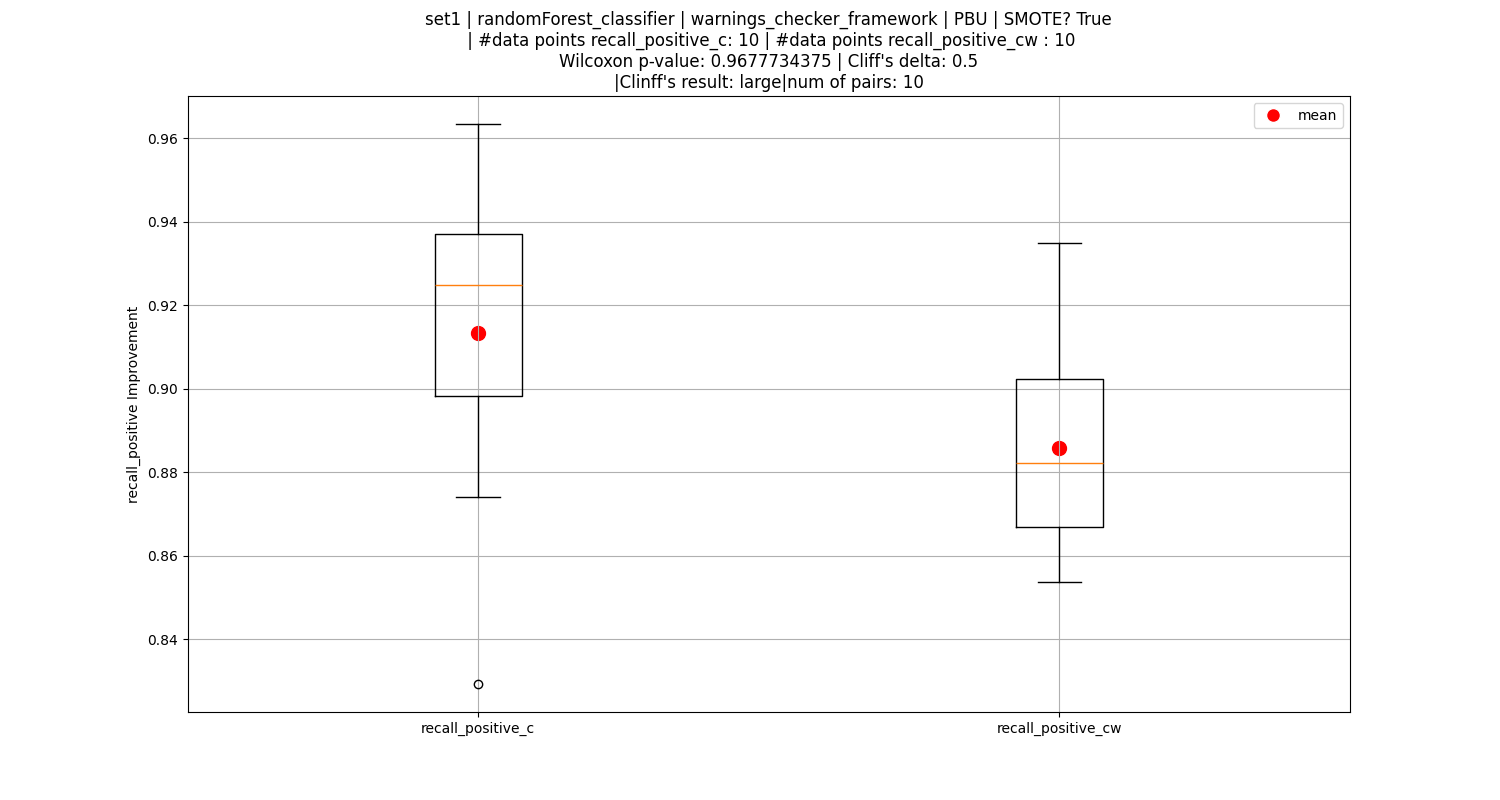 set1 | randomForest_classifier | warnings_checker_framework | PBU | SMOTE? True
| #data points recall_positive_c: 10 | #data points recall_positive_cw : 10
Wilcoxon p-value: 0.9677734375 | Cliff's delta: 0.5
|Clinff's result: large|num of pairs: 10
mean
0.96
0.94
0.92
0.90
0.88
0.86
0.84
recall_positive Improvement
recall_positive_c
recall_positive_cw